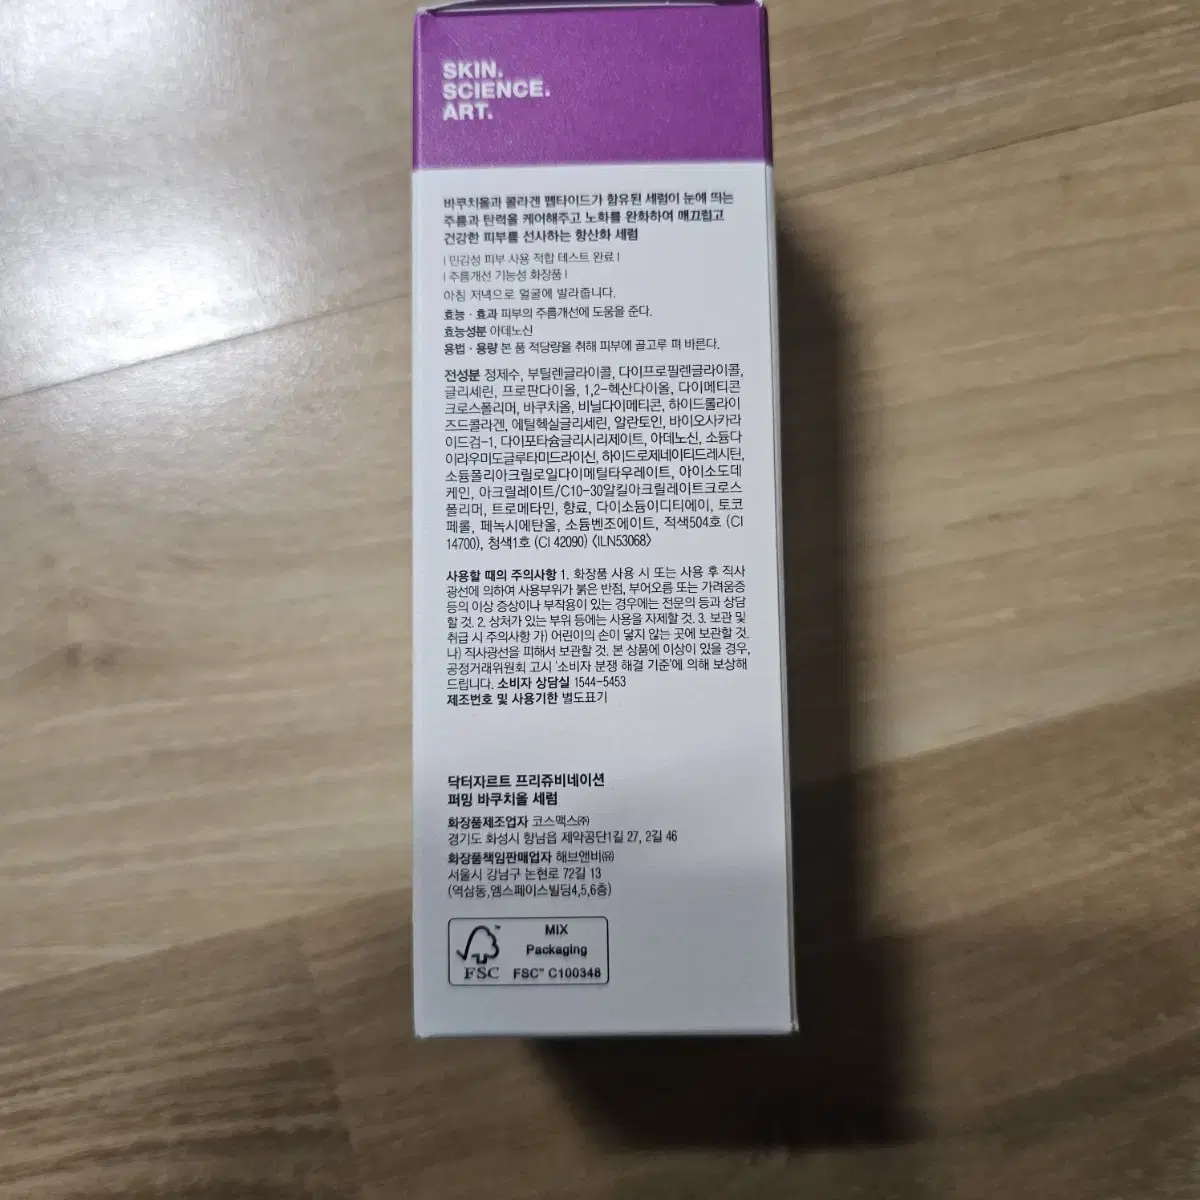 SKIN.
SCIENCE.
ART.
바쿠치올과 콜라겐 펩타이드가 함유된 세럼이 눈에 띄는
주름과 탄력을 케어해주고 노화를 완화하여 매끄럽고
건강한 피부를 선사하는 항산화 세럼
| 민감성 피부 사용 적합 테스트 완료 |
| 주름개선 기능성 화장품 |
아침 저녁으로 얼굴에 발라줍니다.
효능 · 효과 피부의 주름개선에 도움을 준다.
효능성분 아데노신
용법 · 용량 본 품 적당량을 취해 피부에 골고루 펴 바른다.
전성분 정제수, 부틸렌글라이콜, 다이프로필렌글라이콜,
글리세린, 프로판다이올, 1,2-헥산다이올, 다이메티콘
크로스폴리머, 바쿠치올, 비닐다이메티콘, 하이드롤라이
즈드콜라겐, 에틸헥실글리세린, 알란토인, 바이오사카라
이드검-1, 다이포타슘글리시리제이트, 아데노신, 소듐다
이라우라미도글루타미드라이신, 하이드로제네이티드레시틴,
소듐폴리아크릴로일다이메틸타우레이트, 아이소도데
케인, 아크릴레이트/C10-30알킬아크릴레이트크로스
폴리머, 트로메타민, 향료, 다이소듐이디티에이, 토코
페롤, 페녹시에탄올, 소듐벤조에이트, 적색504호 (CI
14700), 청색1호 (CI 42090) <ILN53068>
사용할 때의 주의사항 1. 화장품 사용 시 또는 사용 후 직사
광선에 의하여 사용부위가 붉은 반점, 부어오름 또는 가려움증
등의 이상 증상이나 부작용이 있는 경우에는 전문의 등과 상담
할 것. 2. 상처가 있는 부위 등에는 사용을 자제할 것. 3. 보관 및
취급 시 주의사항 가) 어린이의 손이 닿지 않는 곳에 보관할 것.
나) 직사광선을 피해서 보관할 것. 본 상품에 이상이 있을 경우,
공정거래위원회 고시 '소비자 분쟁 해결 기준'에 의해 보상해
드립니다. 소비자 상담실 1544-5453
제조번호 및 사용기한 별도표기
닥터자르트 프리쥬비네이션
퍼밍 바쿠치올 세럼
화장품제조업자 코스맥스㈜
경기도 화성시 향남읍 제약공단1길 27, 2길 46
화장품책임판매업자 해브앤비(유)
서울시 강남구 논현로 72길 13
(역삼동,엠스페이스빌딩4,5,6층)
MIX
Packaging
FSC™ C100348
FSC